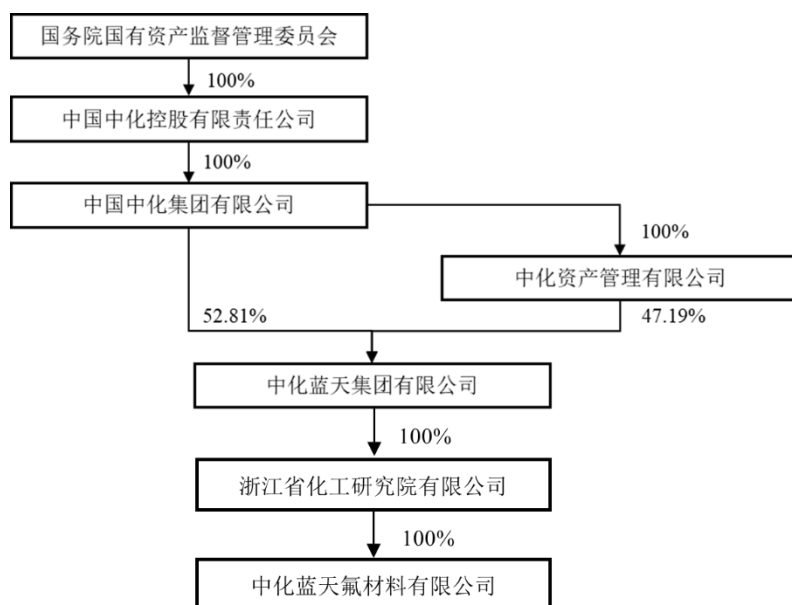 国务院国有资产监督管理委员会
100%
中国中化控股有限责任公司
100%
中国中化集团有限公司
100%
中化资产管理有限公司
52.81%
47.19%
中化蓝天集团有限公司
100%
浙江省化工研究院有限公司
100%
中化蓝天氟材料有限公司